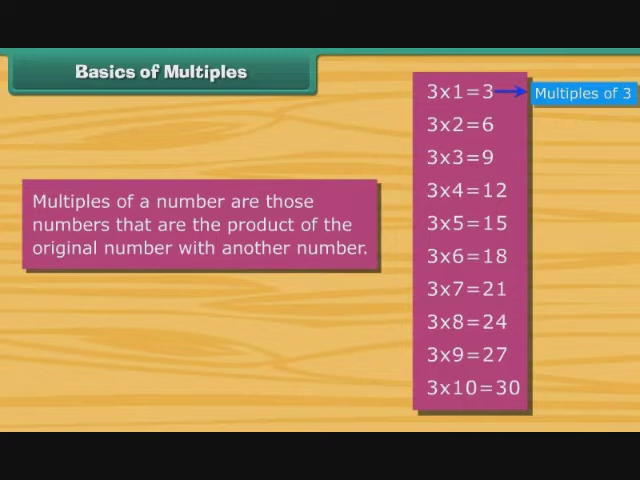 Basics of Multiples
Multiples of a number are those
numbers that are the product of the
original number with another number.
3x1=3
Multiples of 3
3x2=6
3x3=9
3x4=12
3x5=15
3x6=18
3x7=21
3x8=24
3x9=27
3x10=30